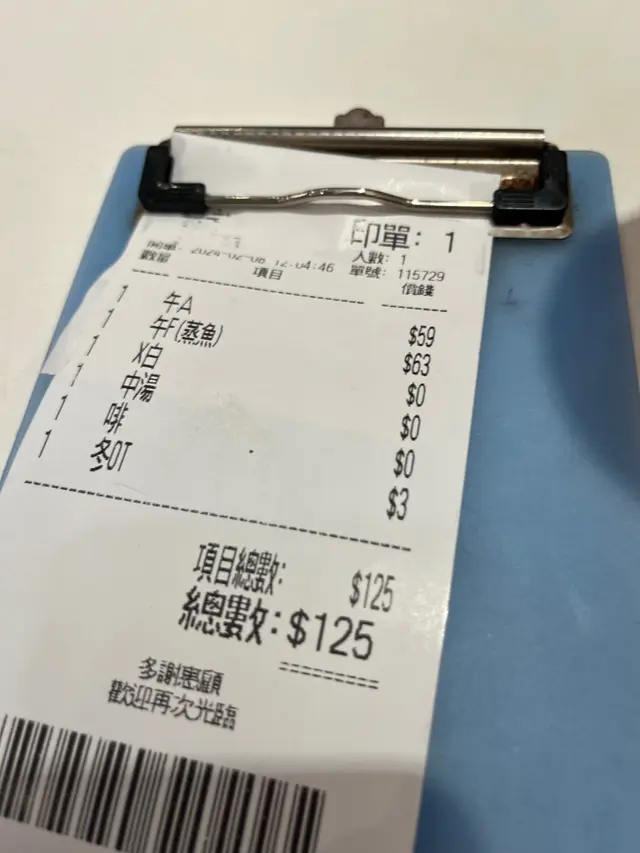 印單: 1
人數: 1
開單: 2024-02-08 12:04:46 單號: 115729
數量 項目 價錢
1 午A $59
1 午F(蒸魚) $63
1 X白 $0
1 中湯 $0
1 啡 $0
1 冬OT $3
項目總數: $125
總數: $125
多謝惠顧
歡迎再次光臨